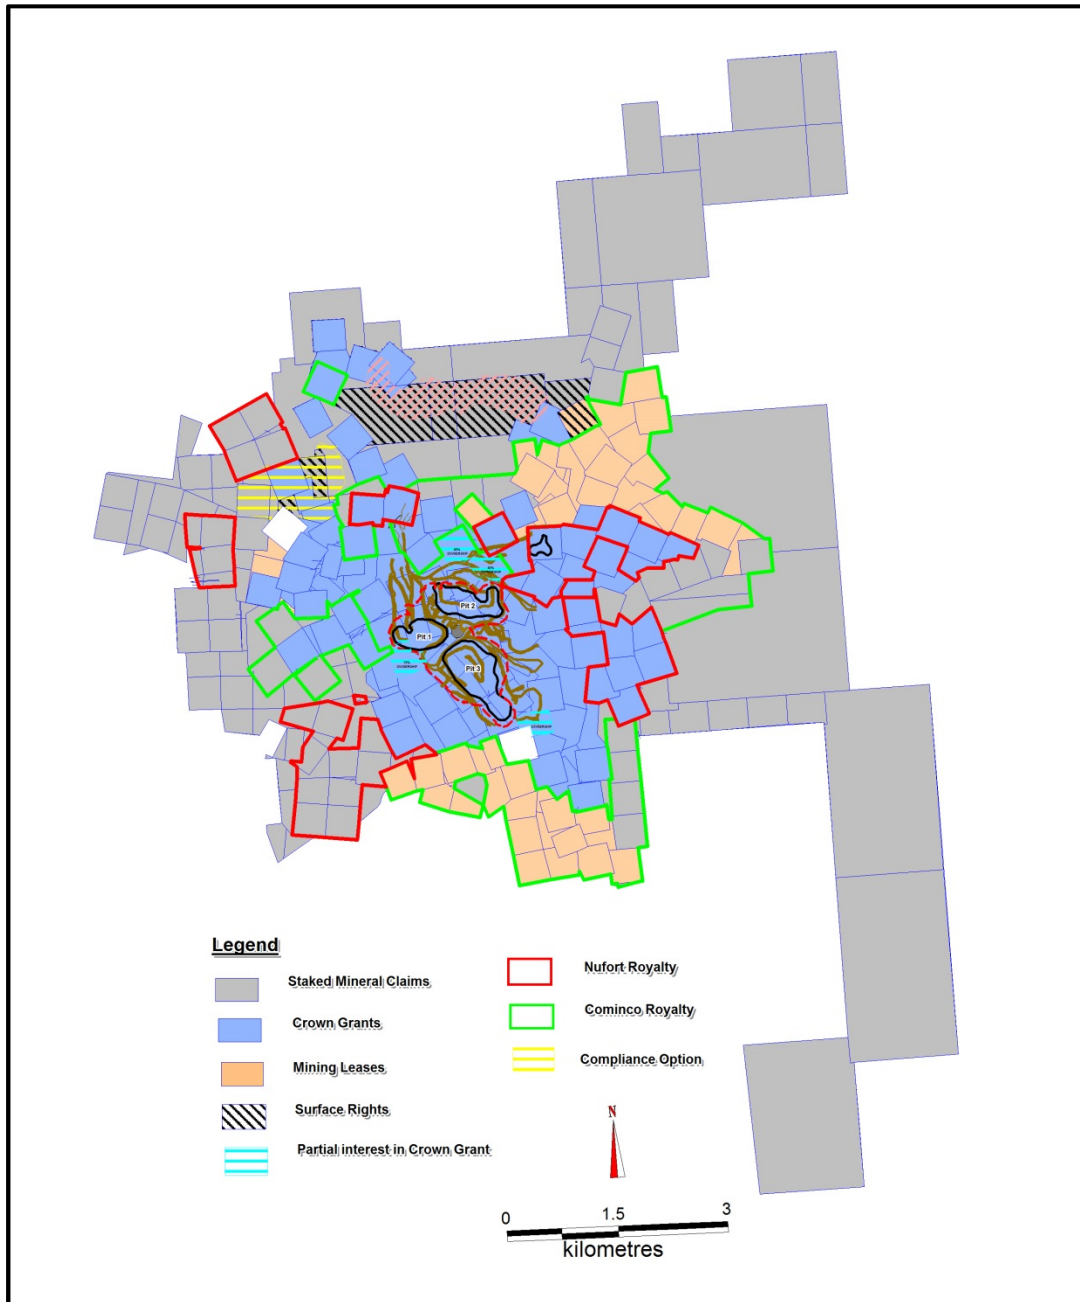 Pit 2
Pit 1
Pit 3
Legend
Staked Mineral Claims
Crown Grants
Mining Leases
Surface Rights
Partial interest in Crown Grant
Nufort Royalty
Cominco Royalty
Compliance Option
N
0 1.5 3
kilometres